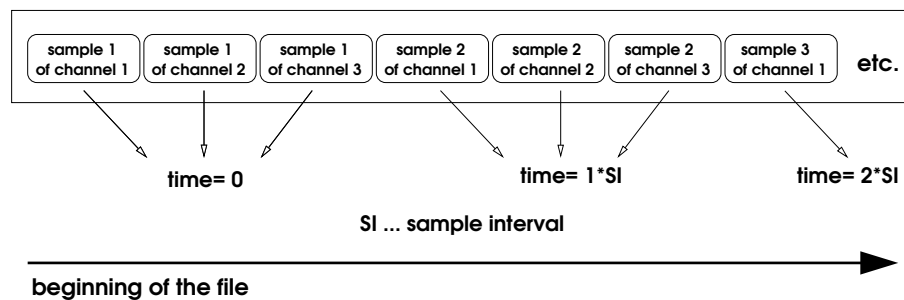 sample 1 of channel 1
sample 1 of channel 2
sample 1 of channel 3
sample 2 of channel 1
sample 2 of channel 2
sample 2 of channel 3
sample 3 of channel 1
etc.
time= 0
time= 1*SI
time= 2*SI
SI ... sample interval
beginning of the file